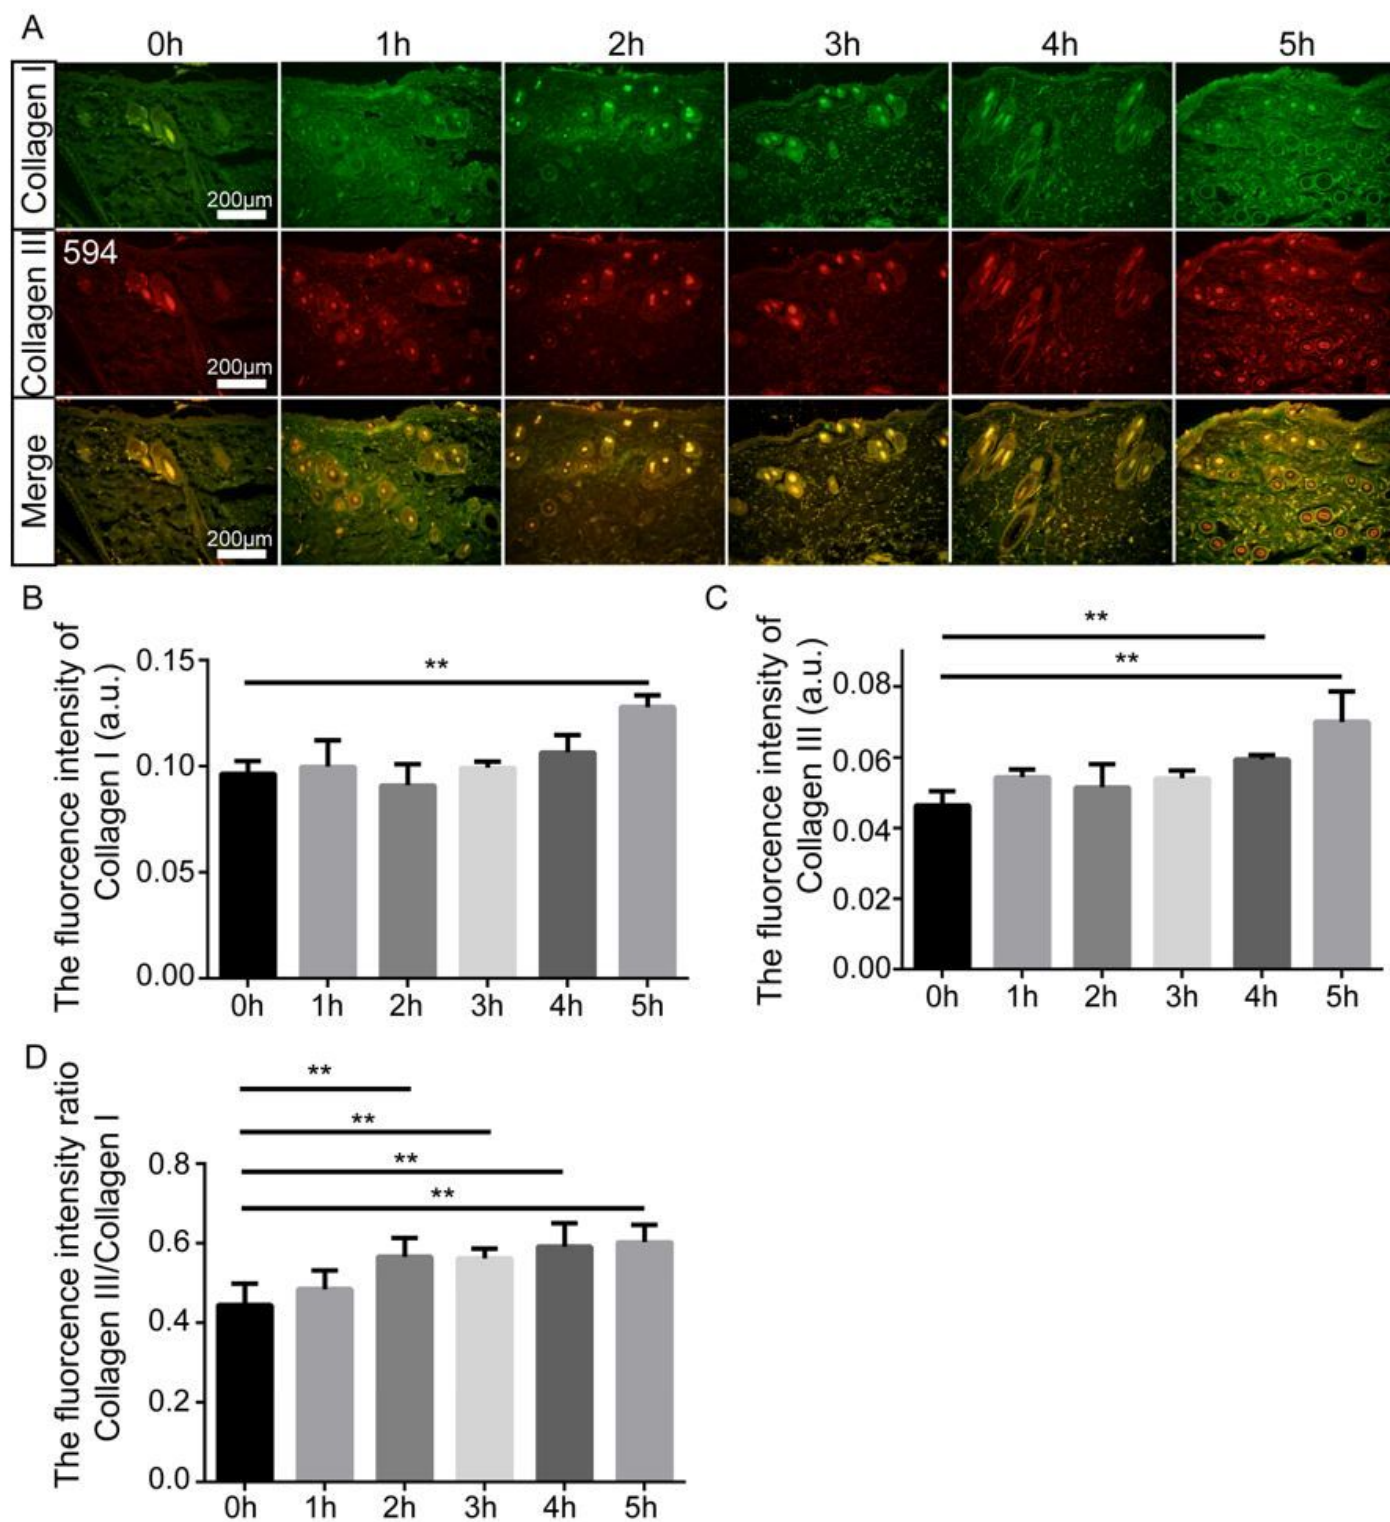 A
0h 1h 2h 3h 4h 5h
Collagen I
200µm
Collagen III
594
200µm
Merge
200µm
B
The fluorcence intensity of
Collagen I (a.u.)
0.15
0.10
0.05
0.00
**
0h 1h 2h 3h 4h 5h
C
The fluorcence intensity of
Collagen III (a.u.)
**
**
0.08
0.06
0.04
0.02
0.00
0h 1h 2h 3h 4h 5h
D
The fluorcence intensity ratio
Collagen III/Collagen I
**
**
**
**
0.8
0.6
0.4
0.2
0.0
0h 1h 2h 3h 4h 5h